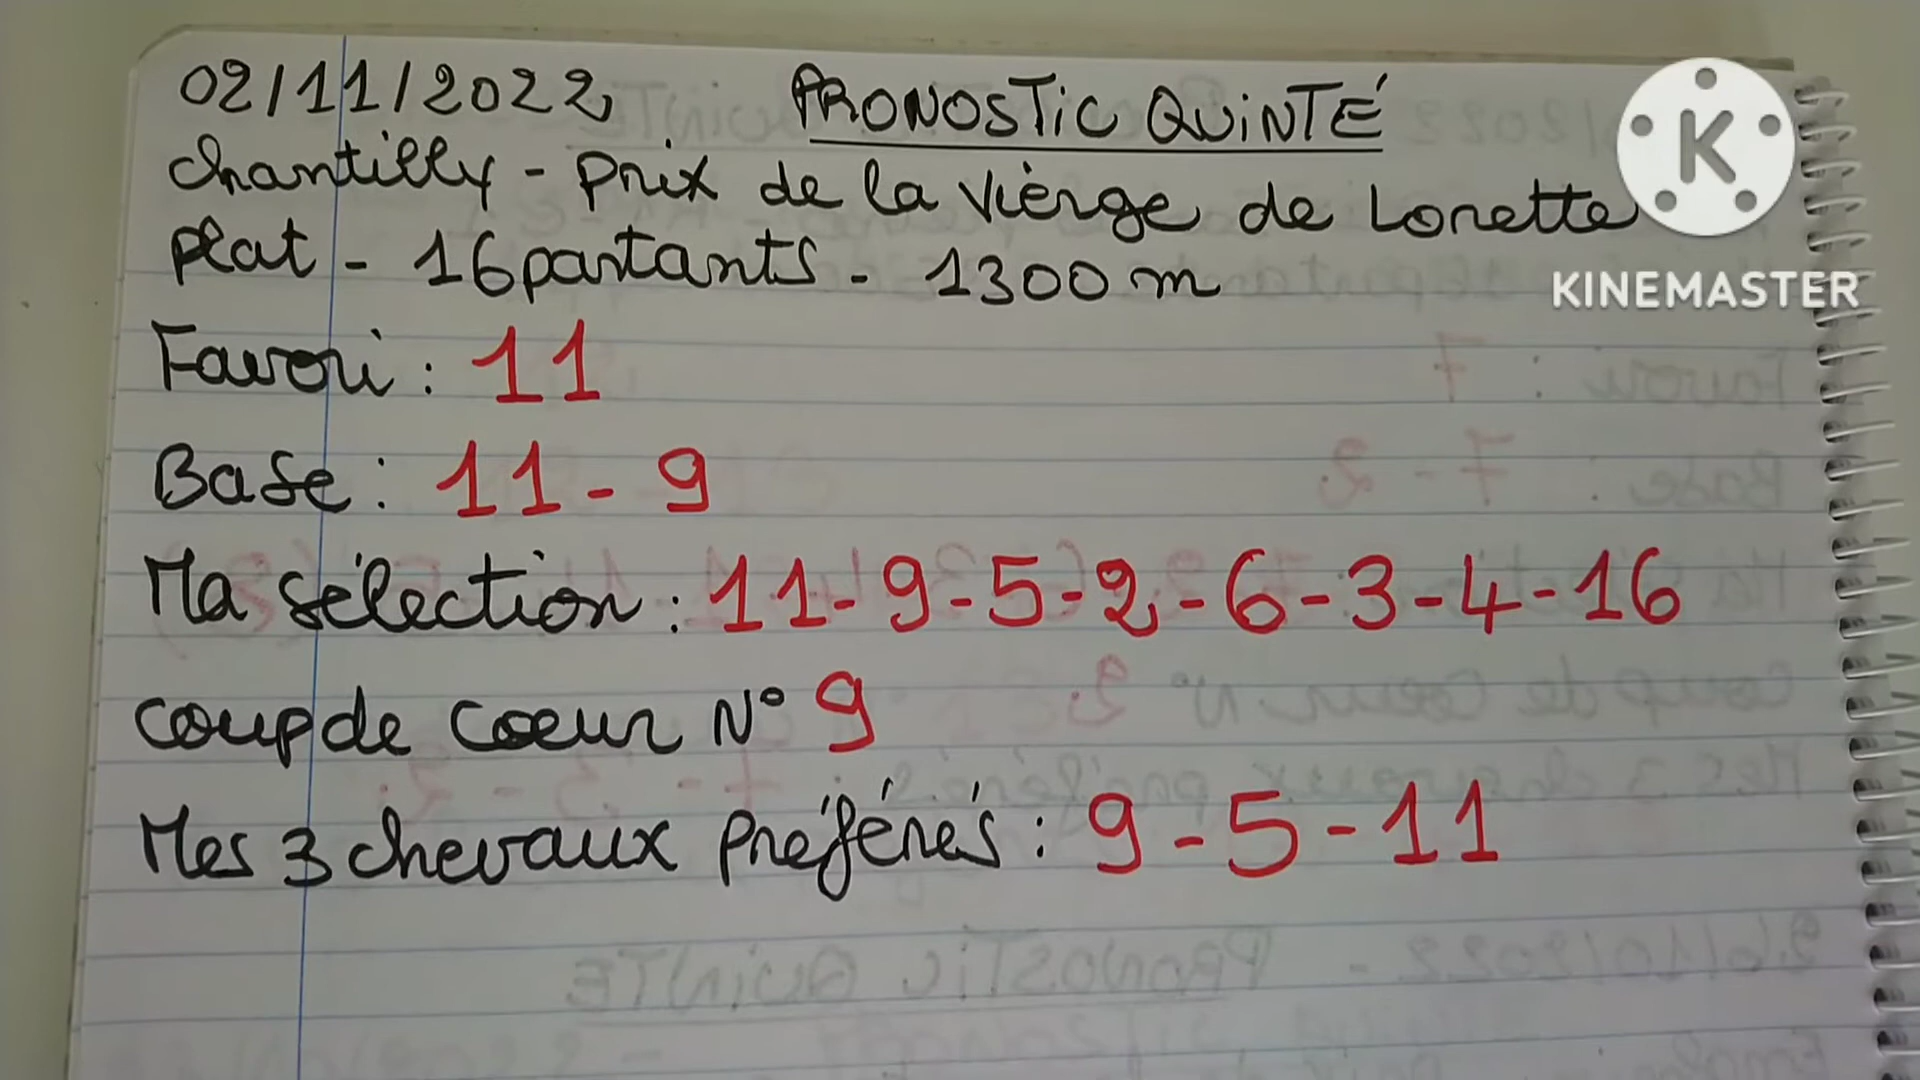 02/11/2022 PRONOSTIC QUINTÉ
Chantilly - Prix de la Vierge de Lorette
Plat - 16 partants - 1300 m
Favori : 11
Base : 11 - 9
Ma sélection : 11 - 9 - 5 - 2 - 6 - 3 - 4 - 16
Coup de cœur N° 9
Mes 3 chevaux préférés : 9 - 5 - 11
K
KINEMASTER